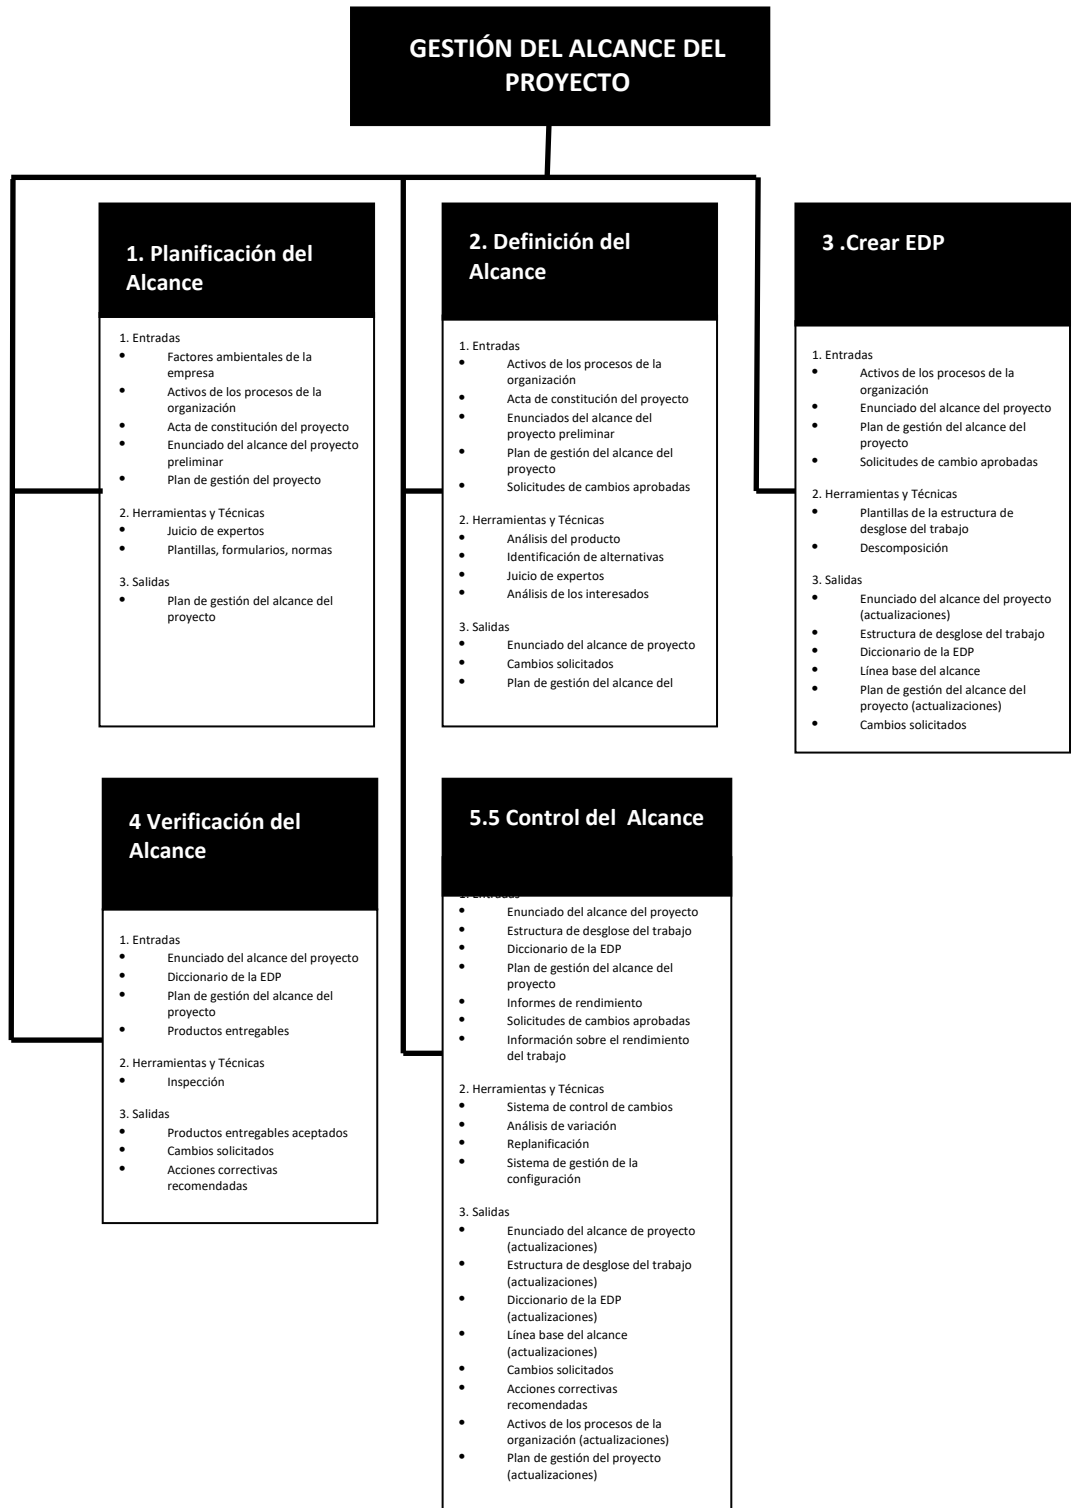 GESTIÓN DEL ALCANCE DEL
PROYECTO
1. Planificación del
Alcance
1. Entradas
• Factores ambientales de la
empresa
• Activos de los procesos de la
organización
• Acta de constitución del proyecto
• Enunciado del alcance del proyecto
preliminar
• Plan de gestión del proyecto
2. Herramientas y Técnicas
• Juicio de expertos
• Plantillas, formularios, normas
3. Salidas
• Plan de gestión del alcance del
proyecto
2. Definición del
Alcance
1. Entradas
• Activos de los procesos de la
organización
• Acta de constitución del proyecto
• Enunciados del alcance del
proyecto preliminar
• Plan de gestión del alcance del
proyecto
• Solicitudes de cambios aprobadas
2. Herramientas y Técnicas
• Análisis del producto
• Identificación de alternativas
• Juicio de expertos
• Análisis de los interesados
3. Salidas
• Enunciado del alcance de proyecto
• Cambios solicitados
• Plan de gestión del alcance del
3 .Crear EDP
1. Entradas
• Activos de los procesos de la
organización
• Enunciado del alcance del proyecto
• Plan de gestión del alcance del
proyecto
• Solicitudes de cambio aprobadas
2. Herramientas y Técnicas
• Plantillas de la estructura de
desglose del trabajo
• Descomposición
3. Salidas
• Enunciado del alcance del proyecto
(actualizaciones)
• Estructura de desglose del trabajo
• Diccionario de la EDP
• Línea base del alcance
• Plan de gestión del alcance del
proyecto (actualizaciones)
• Cambios solicitados
4 Verificación del
Alcance
1. Entradas
• Enunciado del alcance del proyecto
• Diccionario de la EDP
• Plan de gestión del alcance del
proyecto
• Productos entregables
2. Herramientas y Técnicas
• Inspección
3. Salidas
• Productos entregables aceptados
• Cambios solicitados
• Acciones correctivas
recomendadas
5.5 Control del Alcance
1. Entradas
• Enunciado del alcance del proyecto
• Estructura de desglose del trabajo
• Diccionario de la EDP
• Plan de gestión del alcance del
proyecto
• Informes de rendimiento
• Solicitudes de cambios aprobadas
• Información sobre el rendimiento
del trabajo
2. Herramientas y Técnicas
• Sistema de control de cambios
• Análisis de variación
• Replanificación
• Sistema de gestión de la
configuración
3. Salidas
• Enunciado del alcance de proyecto
(actualizaciones)
• Estructura de desglose del trabajo
(actualizaciones)
• Diccionario de la EDP
(actualizaciones)
• Línea base del alcance
(actualizaciones)
• Cambios solicitados
• Acciones correctivas
recomendadas
• Activos de los procesos de la
organización (actualizaciones)
• Plan de gestión del proyecto
(actualizaciones)